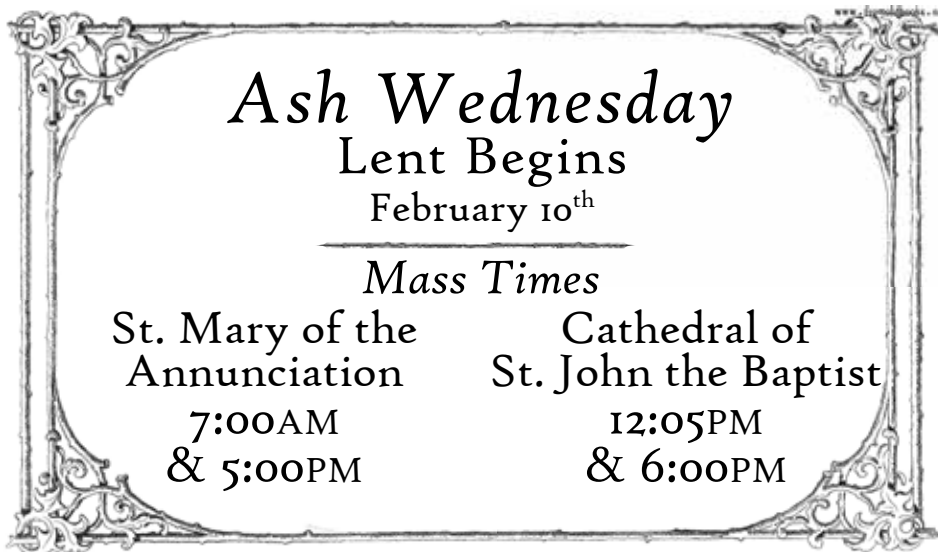 Ash Wednesday
Lent Begins
February 10th
Mass Times
St. Mary of the
Annunciation
7:00AM
& 5:00PM
Cathedral of
St. John the Baptist
12:05PM
& 6:00PM